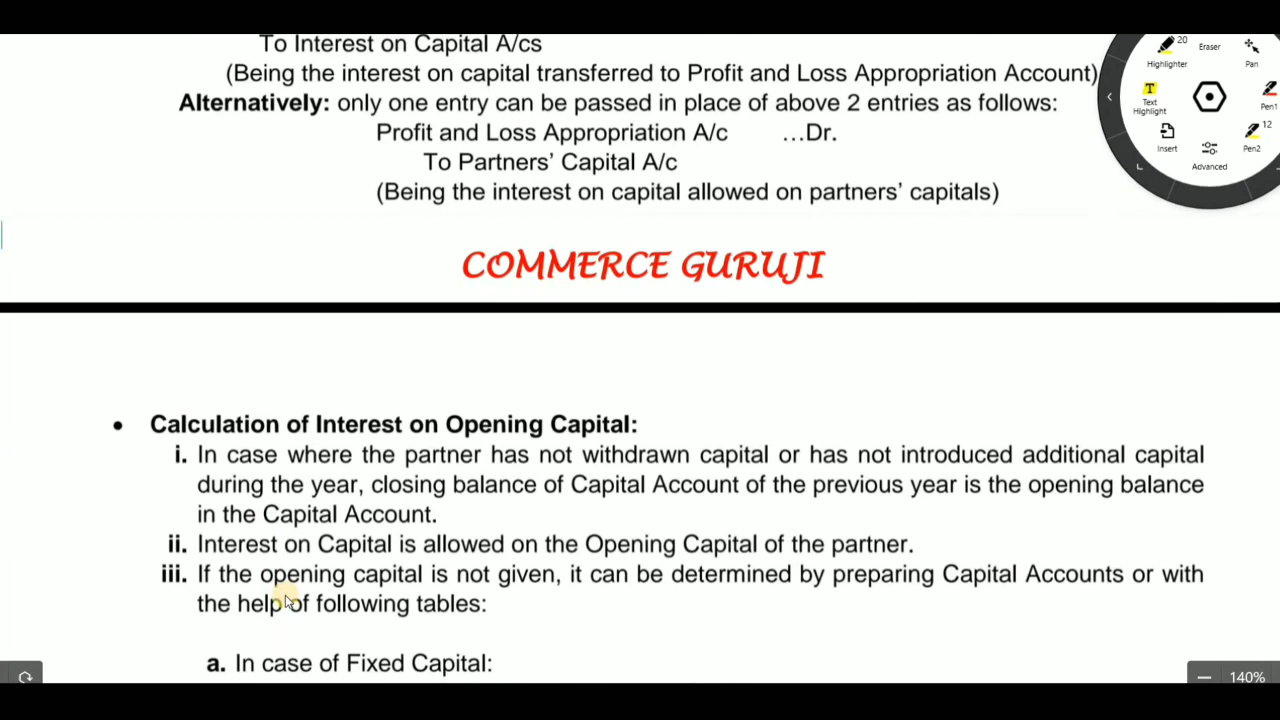 To Interest on Capital A/cs
(Being the interest on capital transferred to Profit and Loss Appropriation Account)
Alternatively: only one entry can be passed in place of above 2 entries as follows:
Profit and Loss Appropriation A/c ...Dr.
To Partners' Capital A/c
(Being the interest on capital allowed on partners' capitals)
20
Highlighter
Eraser
Pan
T
Text
Highlight
Pen1
Insert
12
Pen2
Advanced
COMMERCE GURUJI
• Calculation of Interest on Opening Capital:
i. In case where the partner has not withdrawn capital or has not introduced additional capital
during the year, closing balance of Capital Account of the previous year is the opening balance
in the Capital Account.
ii. Interest on Capital is allowed on the Opening Capital of the partner.
iii. If the opening capital is not given, it can be determined by preparing Capital Accounts or with
the help of following tables:
a. In case of Fixed Capital:
140%